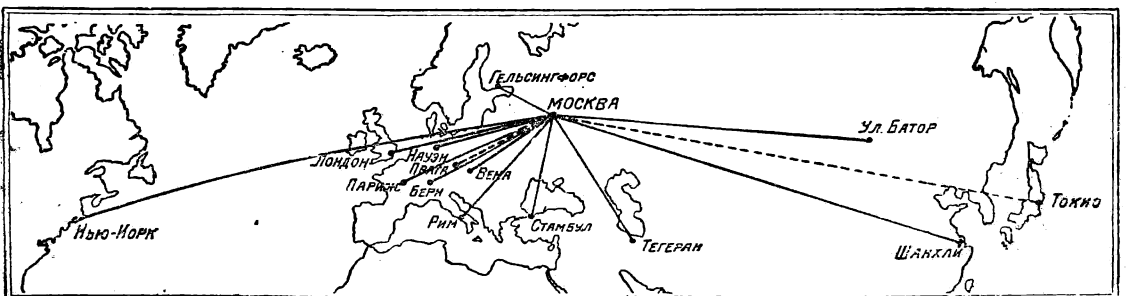 ГЕЛЬСИНГФОРС
МОСКВА
УЛ. БАТОР
ЛОНДОН
НАУЭН
ПРАГА
ВЕНА
ПАРИЖ
БЕРН
ТОКИО
НЬЮ-ЙОРК
РИМ
СТАМБУЛ
ТЕГЕРАН
ШАНХАЙ